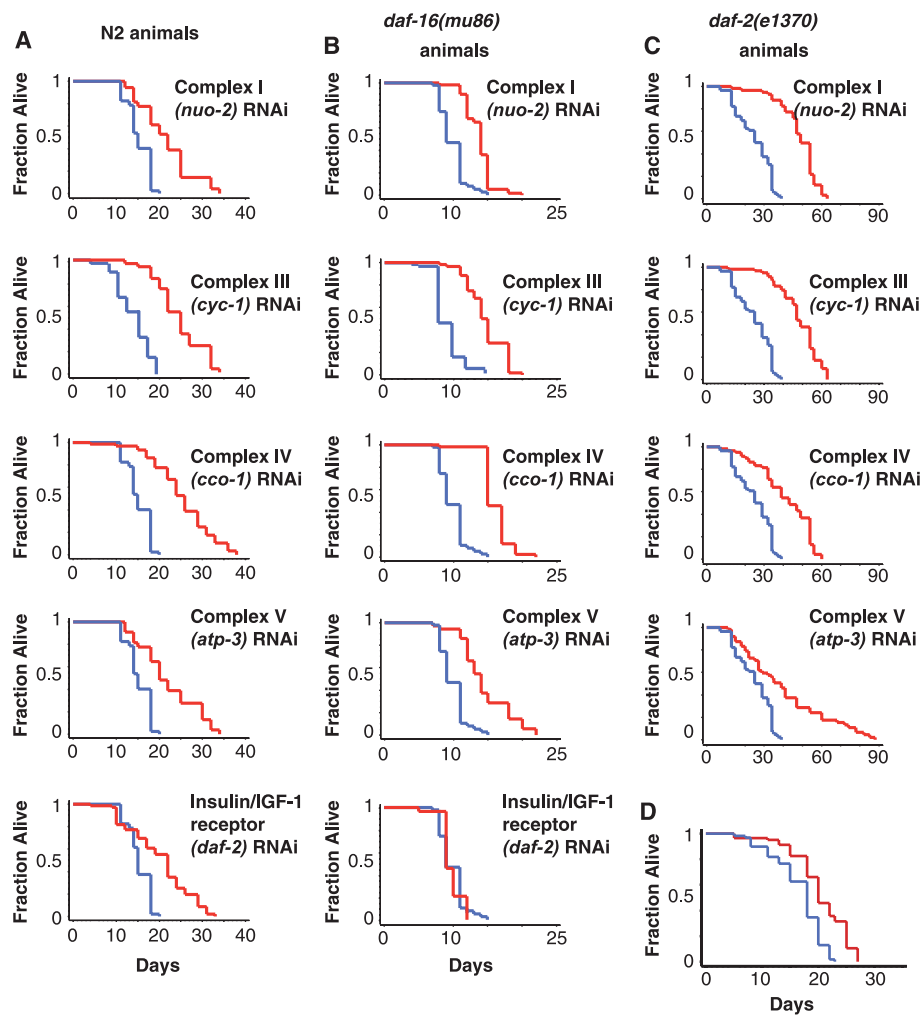 A
N2 animals
Fraction Alive
1
0.5
0
Complex I
(nuo-2) RNAi
0 10 20 30 40
Fraction Alive
1
0.5
0
Complex III
(cyc-1) RNAi
0 10 20 30 40
Fraction Alive
1
0.5
0
Complex IV
(cco-1) RNAi
0 10 20 30 40
Fraction Alive
1
0.5
0
Complex V
(atp-3) RNAi
0 10 20 30 40
Fraction Alive
1
0.5
0
Insulin/IGF-1
receptor
(daf-2) RNAi
0 10 20 30 40
Days
B
daf-16(mu86)
animals
Fraction Alive
1
0.5
0
Complex I
(nuo-2) RNAi
0 10 25
Fraction Alive
1
0.5
0
Complex III
(cyc-1) RNAi
0 10 25
Fraction Alive
1
0.5
0
Complex IV
(cco-1) RNAi
0 10 25
Fraction Alive
1
0.5
0
Complex V
(atp-3) RNAi
0 10 25
Fraction Alive
1
0.5
0
Insulin/IGF-1
receptor
(daf-2) RNAi
0 10 25
Days
C
daf-2(e1370)
animals
Fraction Alive
1
0.5
0
Complex I
(nuo-2) RNAi
0 30 60 90
Fraction Alive
1
0.5
0
Complex III
(cyc-1) RNAi
0 30 60 90
Fraction Alive
1
0.5
0
Complex IV
(cco-1) RNAi
0 30 60 90
Fraction Alive
1
0.5
0
Complex V
(atp-3) RNAi
0 30 60 90
D
Fraction Alive
1
0.5
0
0 10 20 30
Days